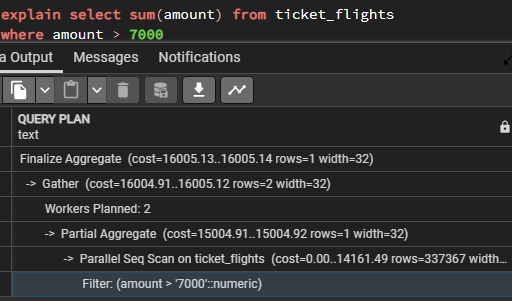 explain select sum(amount) from ticket_flights
where amount > 7000
a Output Messages Notifications
QUERY PLAN
text
Finalize Aggregate (cost=16005.13..16005.14 rows=1 width=32)
-> Gather (cost=16004.91..16005.12 rows=2 width=32)
Workers Planned: 2
-> Partial Aggregate (cost=15004.91..15004.92 rows=1 width=32)
-> Parallel Seq Scan on ticket_flights (cost=0.00..14161.49 rows=337367 width...
Filter: (amount > '7000'::numeric)